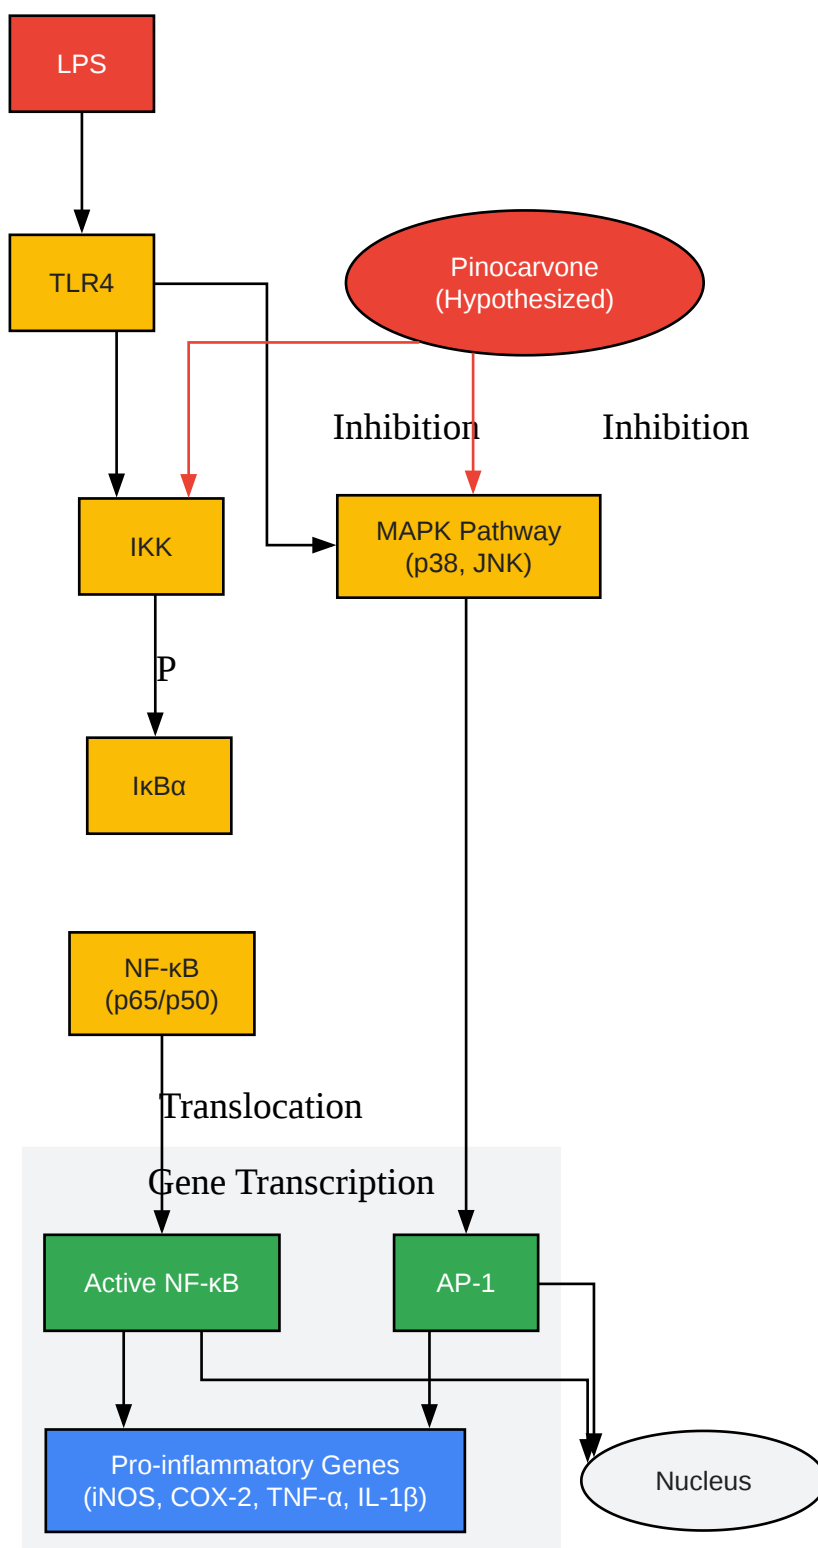 LPS
TLR4
Pinocarvone
(Hypothesized)
Inhibition
Inhibition
IKK
MAPK Pathway
(p38, JNK)
P
IκBα
NF-κB
(p65/p50)
Translocation
Gene Transcription
Active NF-κB
AP-1
Pro-inflammatory Genes
(iNOS, COX-2, TNF-α, IL-1β)
Nucleus